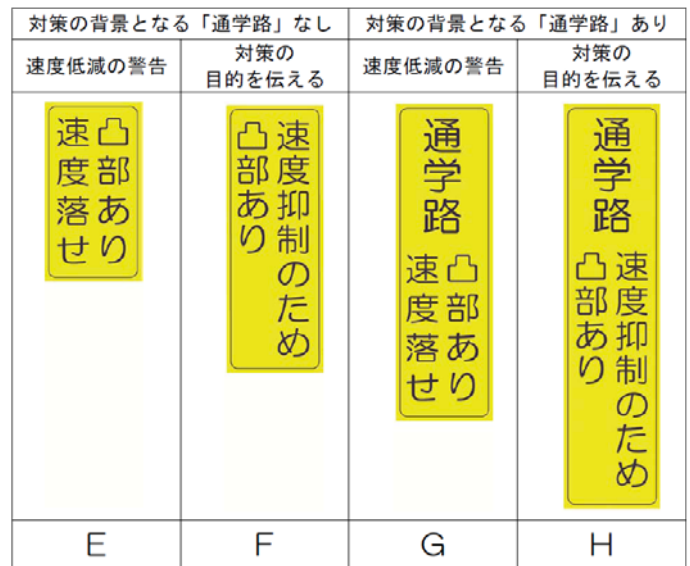 対策の背景となる「通学路」なし
対策の背景となる「通学路」あり
速度低減の警告
対策の
目的を伝える
速度低減の警告
対策の
目的を伝える
凸部あり
速度落せ
速度抑制のため
凸部あり
通学路
凸部あり
速度落せ
通学路
速度抑制のため
凸部あり
E
F
G
H